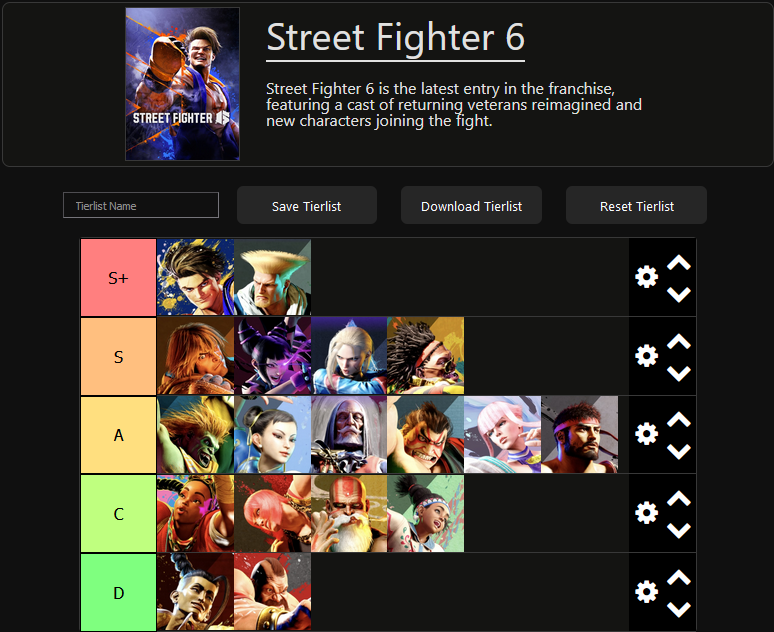 Street Fighter 6
Street Fighter 6 is the latest entry in the franchise,
featuring a cast of returning veterans reimagined and
new characters joining the fight.
STREET FIGHTER 6
Tierlist Name
Save Tierlist
Download Tierlist
Reset Tierlist
S+
S
A
C
D